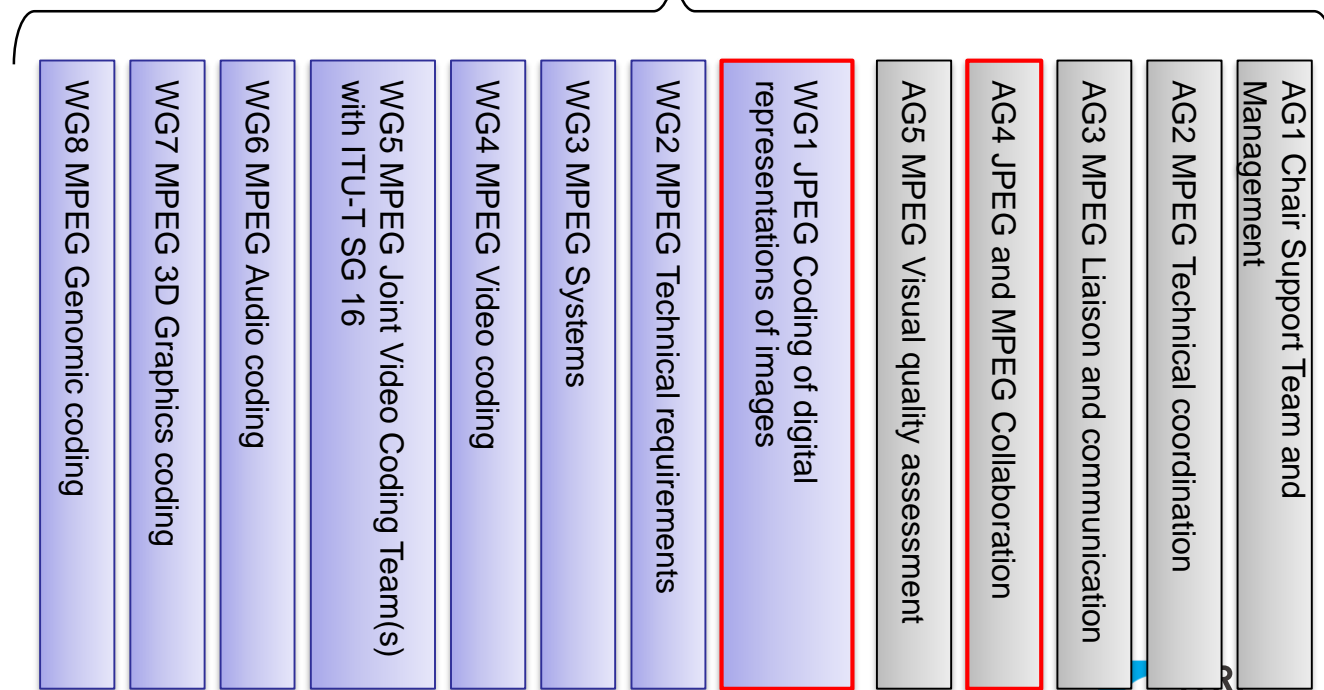 AG1 Chair Support Team and
Management
AG2 MPEG Technical coordination
AG3 MPEG Liaison and communication
AG4 JPEG and MPEG Collaboration
AG5 MPEG Visual quality assessment
WG1 JPEG Coding of digital
representations of images
WG2 MPEG Technical requirements
WG3 MPEG Systems
WG4 MPEG Video coding
WG5 MPEG Joint Video Coding Team(s)
with ITU-T SG 16
WG6 MPEG Audio coding
WG7 MPEG 3D Graphics coding
WG8 MPEG Genomic coding